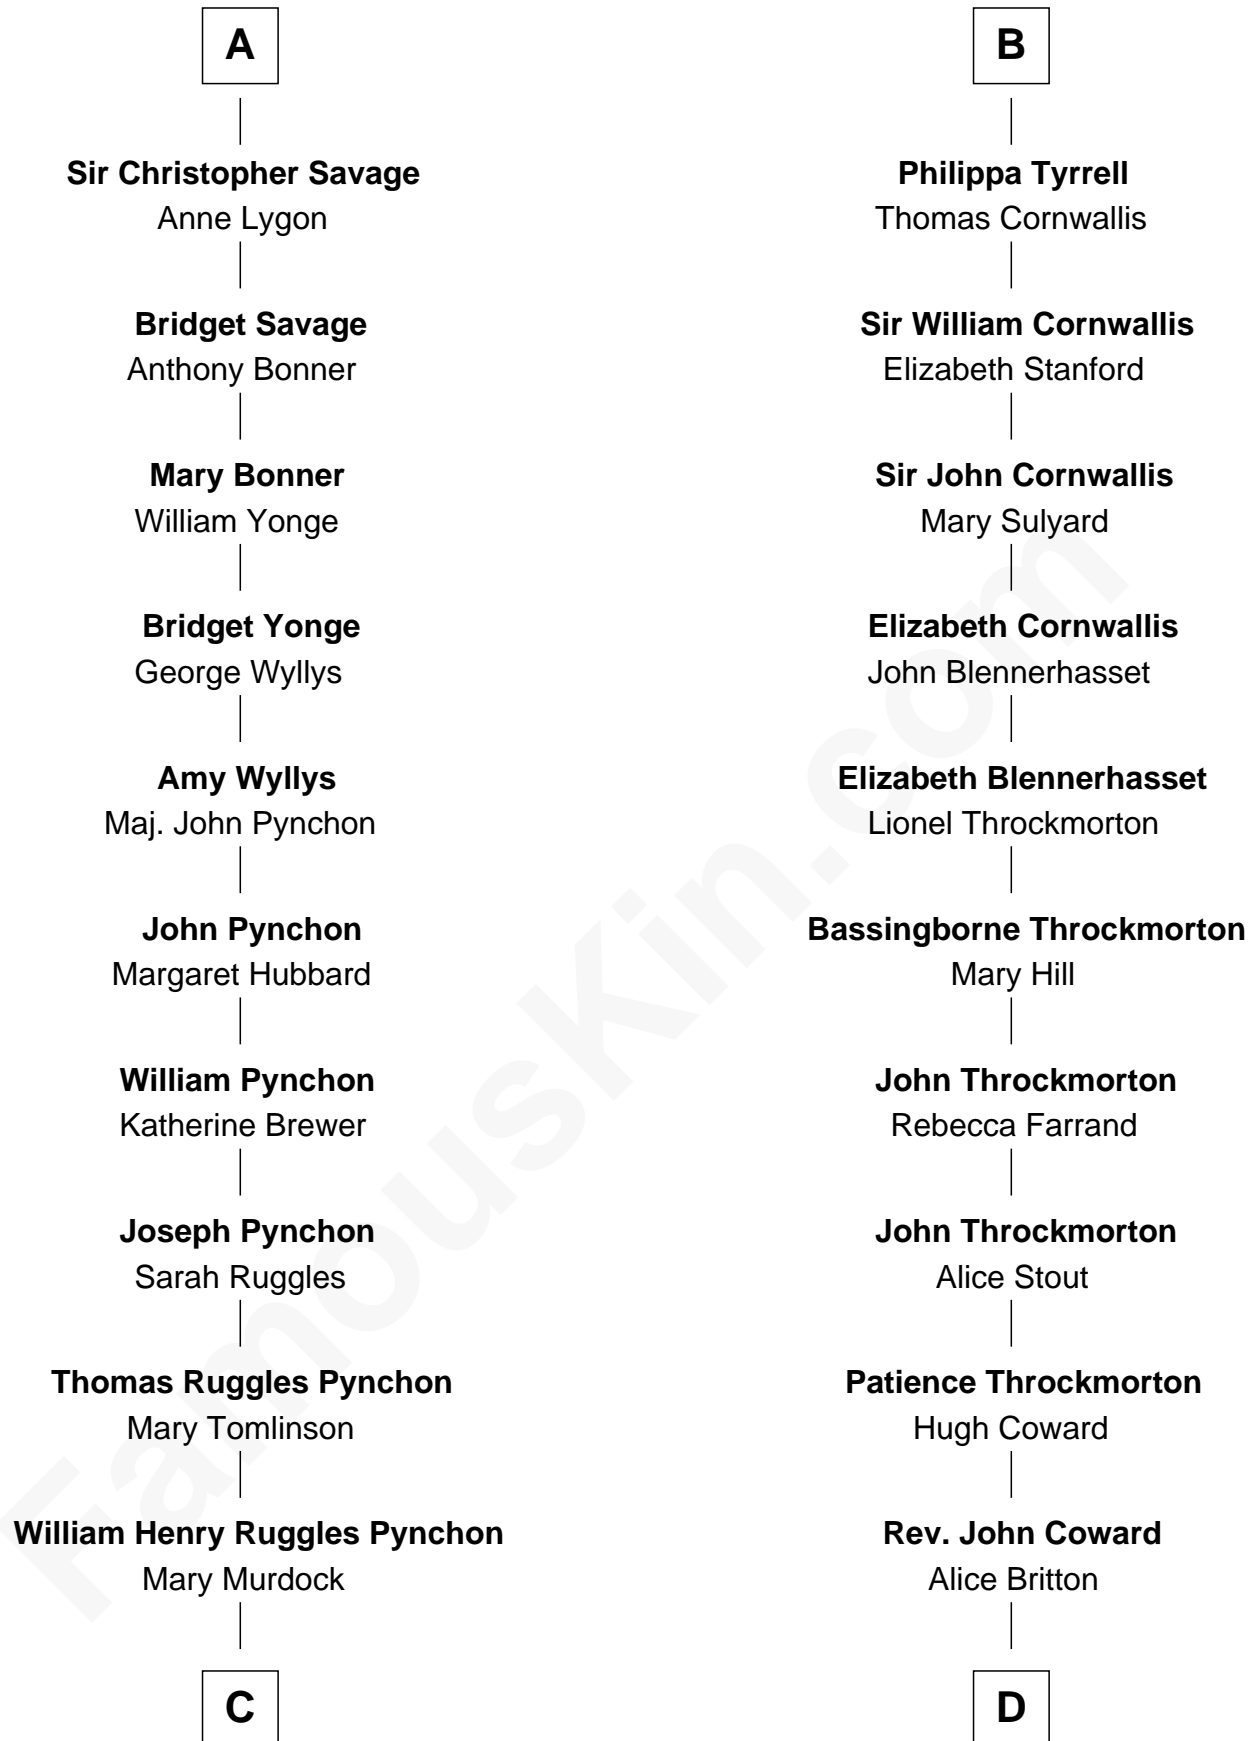 A
Sir Christopher Savage
Anne Lygon
Bridget Savage
Anthony Bonner
Mary Bonner
William Yonge
Bridget Yonge
George Wyllys
Amy Wyllys
Maj. John Pynchon
John Pynchon
Margaret Hubbard
William Pynchon
Katherine Brewer
Joseph Pynchon
Sarah Ruggles
Thomas Ruggles Pynchon
Mary Tomlinson
William Henry Ruggles Pynchon
Mary Murdock
C
B
Philippa Tyrrell
Thomas Cornwallis
Sir William Cornwallis
Elizabeth Stanford
Sir John Cornwallis
Mary Sulyard
Elizabeth Cornwallis
John Blennerhasset
Elizabeth Blennerhasset
Lionel Throckmorton
Bassingborne Throckmorton
Mary Hill
John Throckmorton
Rebecca Farrand
John Throckmorton
Alice Stout
Patience Throckmorton
Hugh Coward
Rev. John Coward
Alice Britton
D
FamousKin.com